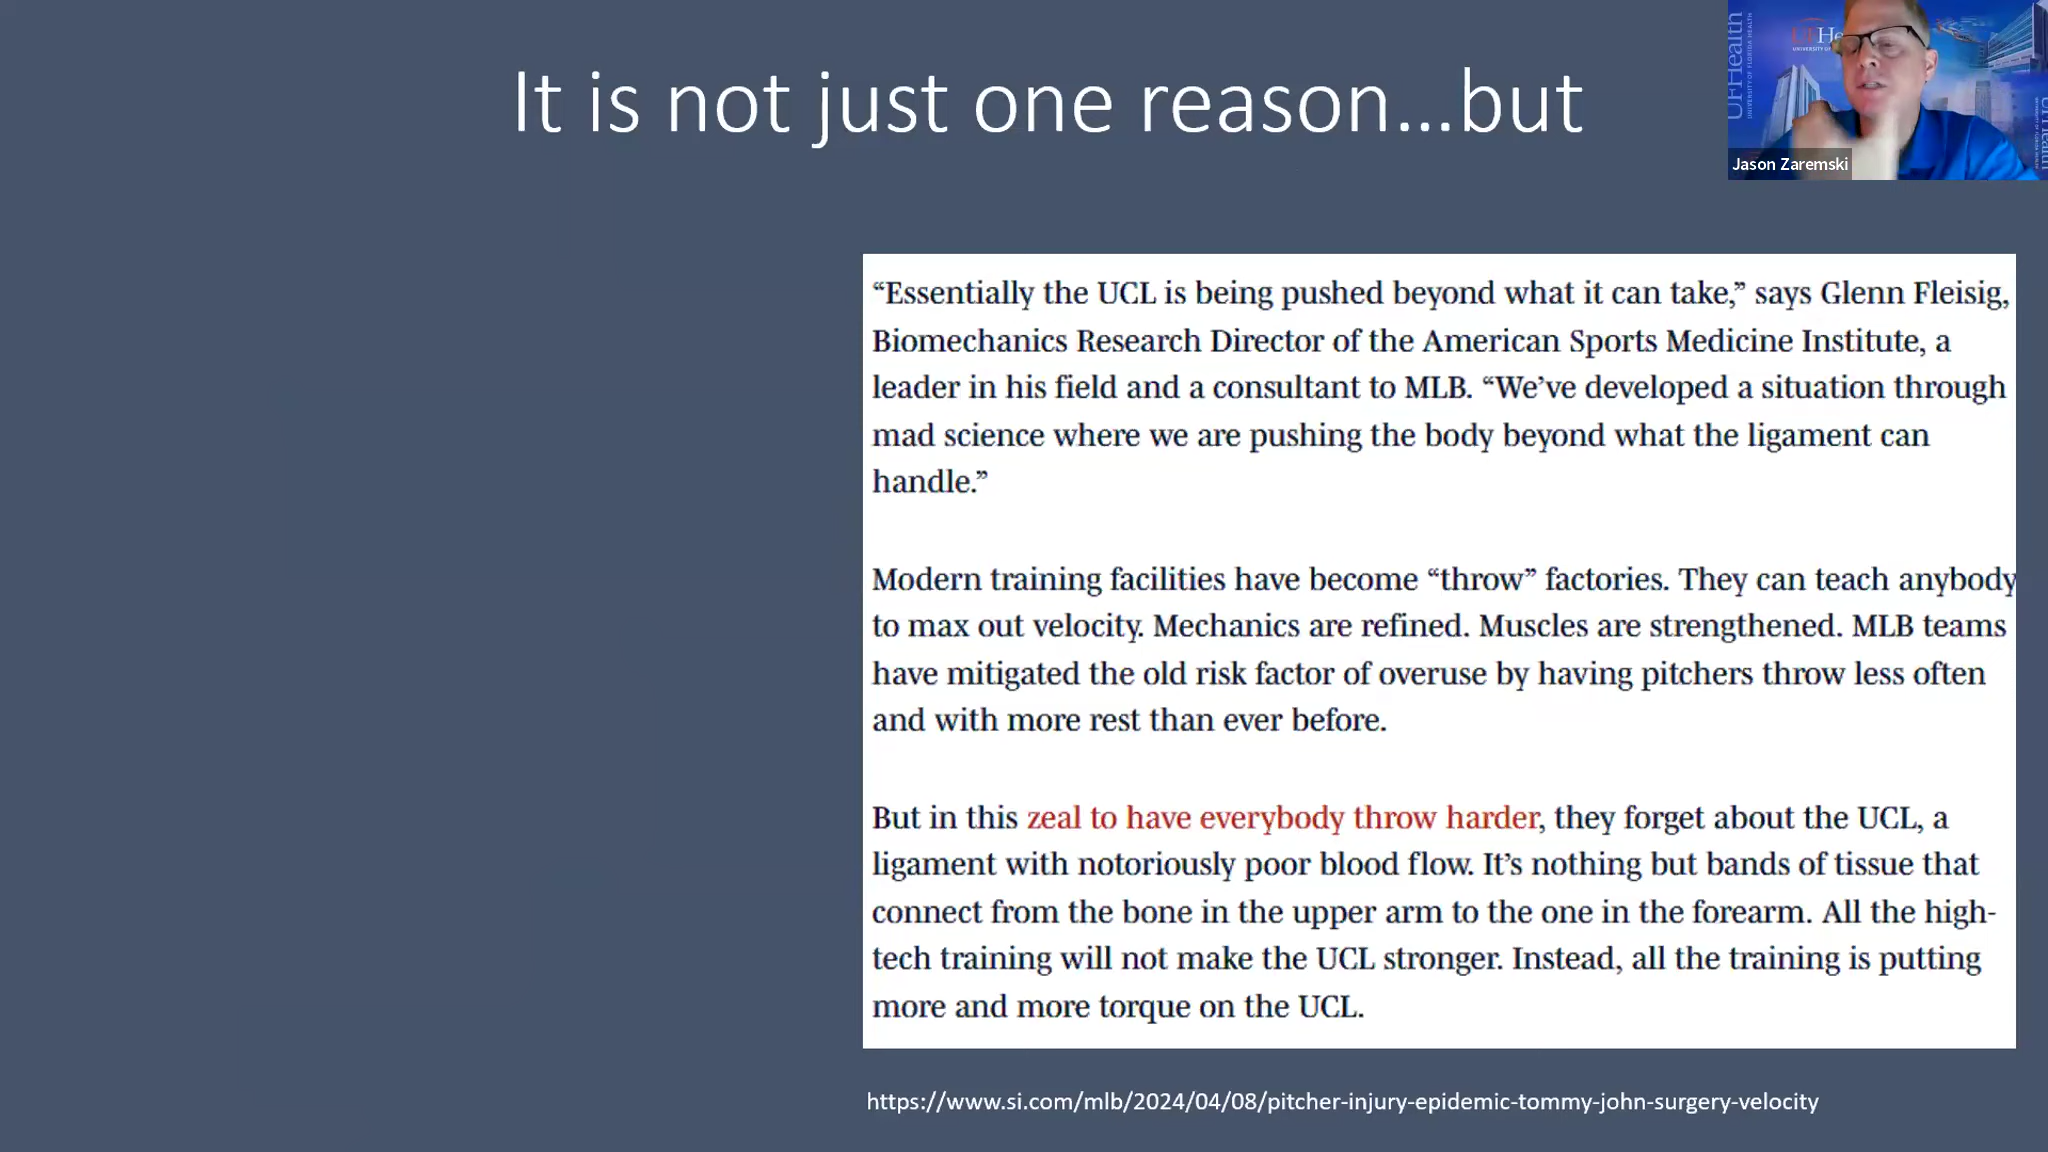 It is not just one reason...but
UFHealth
UNIVERSITY OF FLORIDA HEALTH
Jason Zaremski
“Essentially the UCL is being pushed beyond what it can take,” says Glenn Fleisig,
Biomechanics Research Director of the American Sports Medicine Institute, a
leader in his field and a consultant to MLB. “We’ve developed a situation through
mad science where we are pushing the body beyond what the ligament can
handle.”
Modern training facilities have become “throw” factories. They can teach anybody
to max out velocity. Mechanics are refined. Muscles are strengthened. MLB teams
have mitigated the old risk factor of overuse by having pitchers throw less often
and with more rest than ever before.
But in this zeal to have everybody throw harder, they forget about the UCL, a
ligament with notoriously poor blood flow. It’s nothing but bands of tissue that
connect from the bone in the upper arm to the one in the forearm. All the high-
tech training will not make the UCL stronger. Instead, all the training is putting
more and more torque on the UCL.
https://www.si.com/mlb/2024/04/08/pitcher-injury-epidemic-tommy-john-surgery-velocity